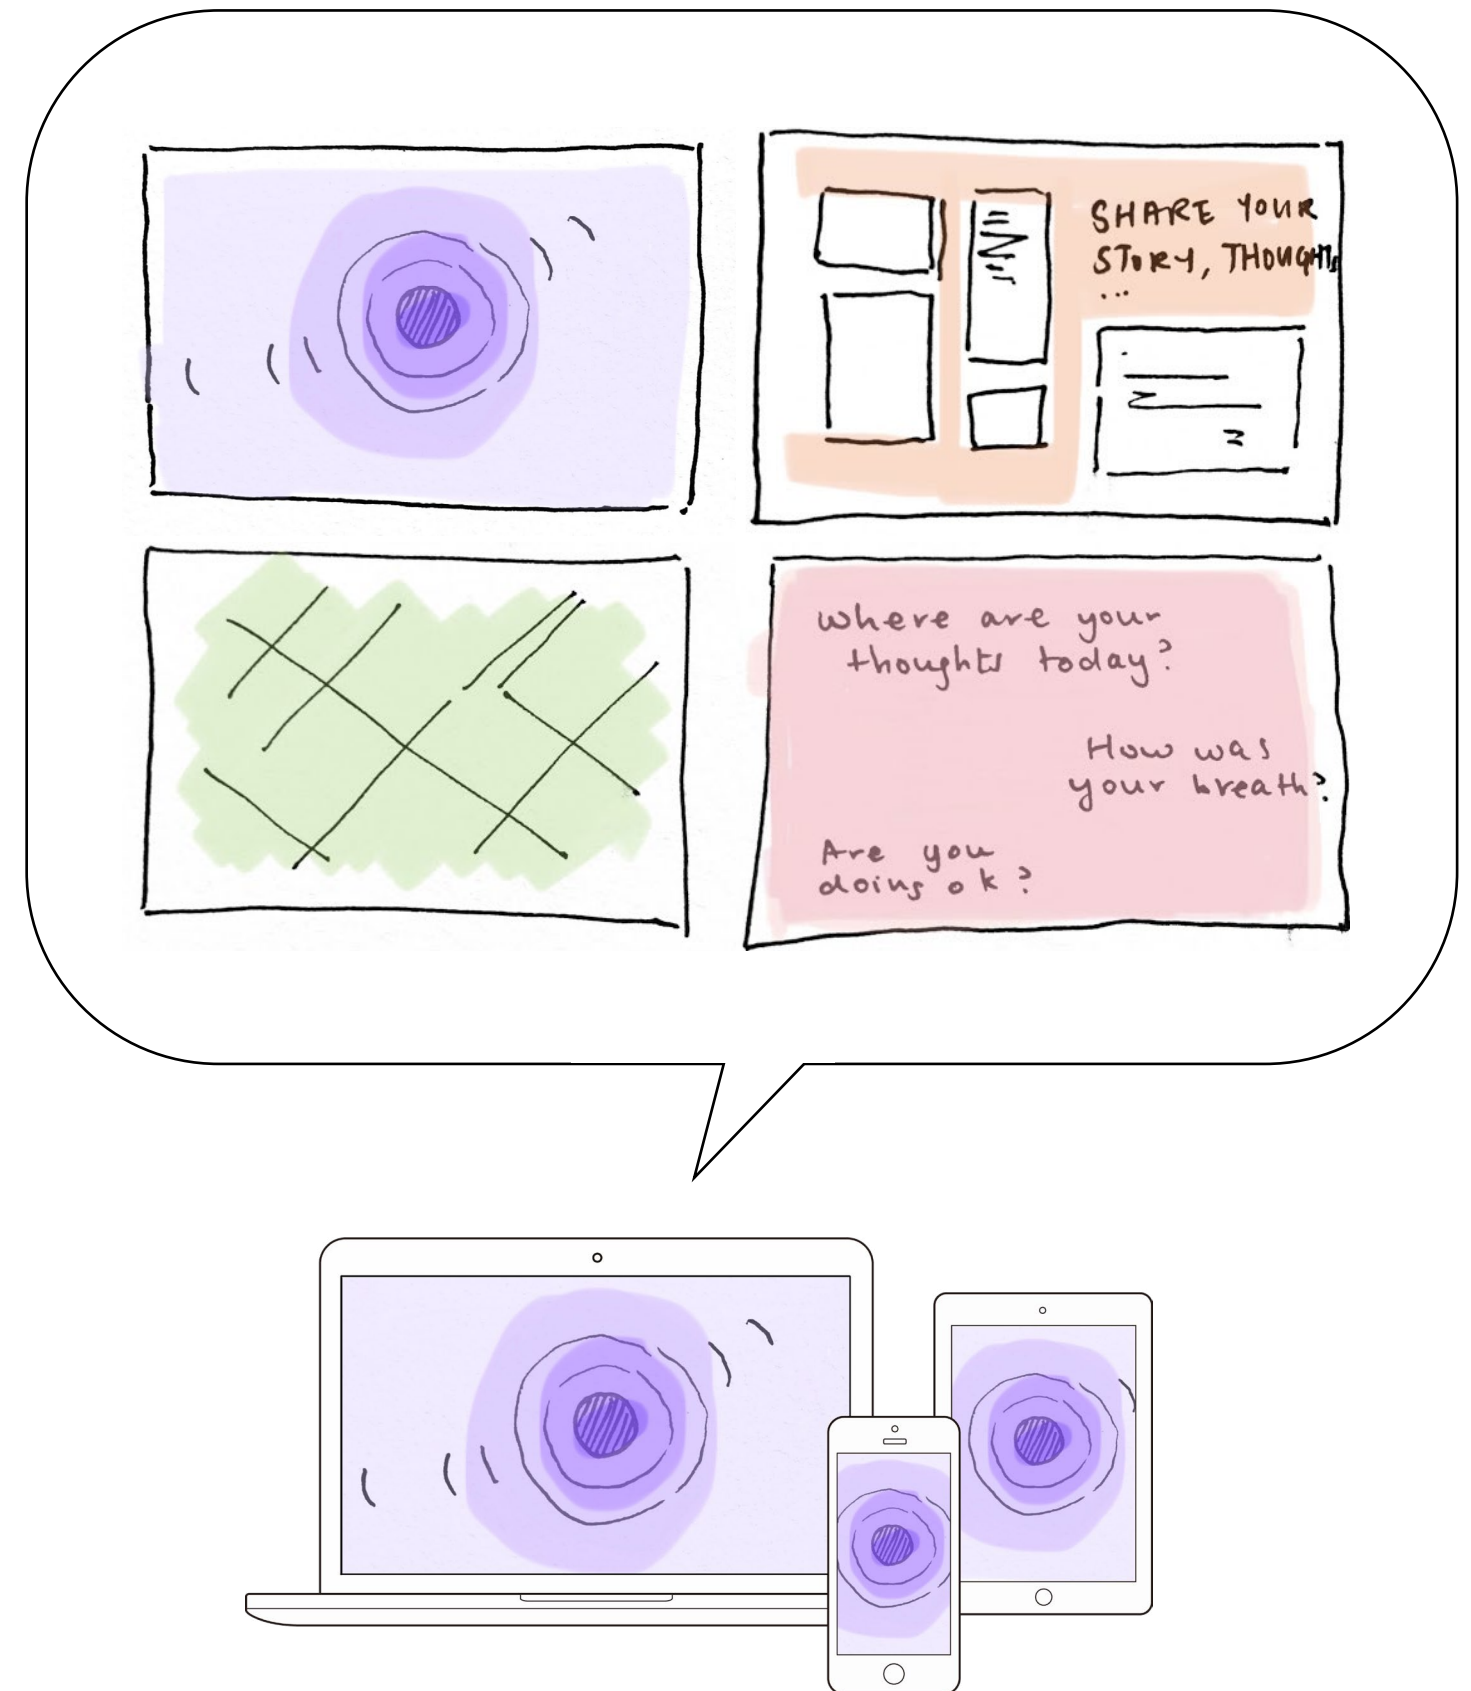 SHARE YOUR
STORY, THOUGHTS
...
Where are your
thoughts today?
How was
your breath?
Are you
doing ok?